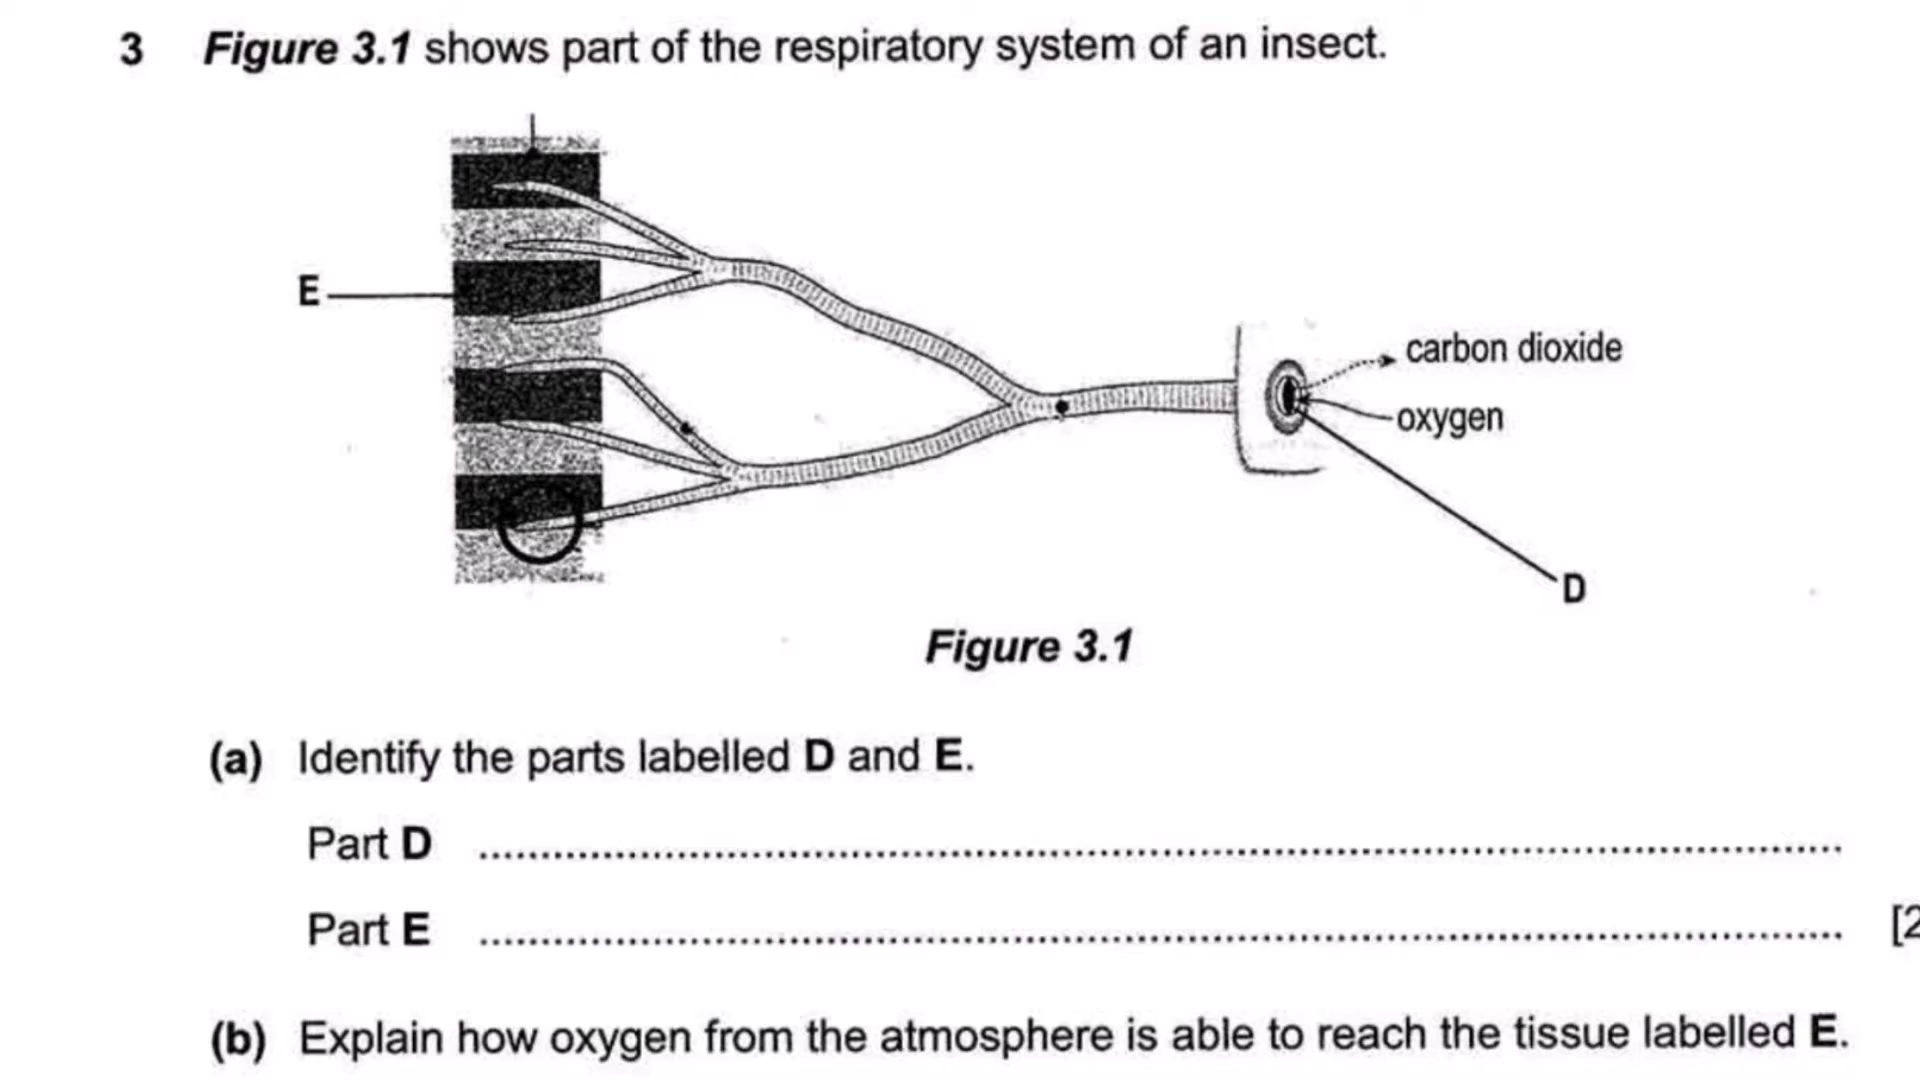 3 Figure 3.1 shows part of the respiratory system of an insect.
E
carbon dioxide
oxygen
D
Figure 3.1
(a) Identify the parts labelled D and E.
Part D ........................................
Part E ........................................ [2
(b) Explain how oxygen from the atmosphere is able to reach the tissue labelled E.